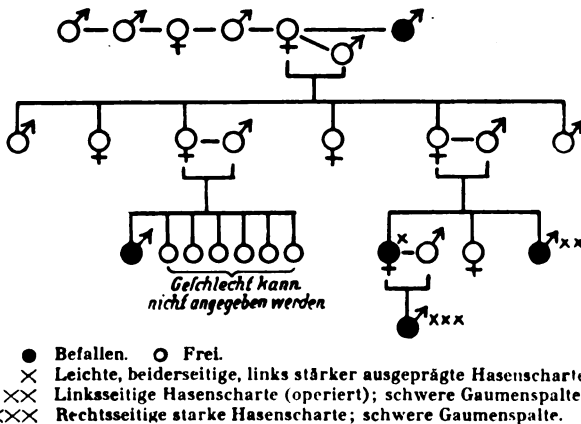 ×
××
Geschlecht kann
×××
nicht angegeben werden
● Befallen. ○ Frei.
× Leichte, beiderseitige, links stärker ausgeprägte Hasenscharte
×× Linksseitige Hasenscharte (operiert); schwere Gaumenspalte
××× Rechtsseitige starke Hasenscharte; schwere Gaumenspalte.